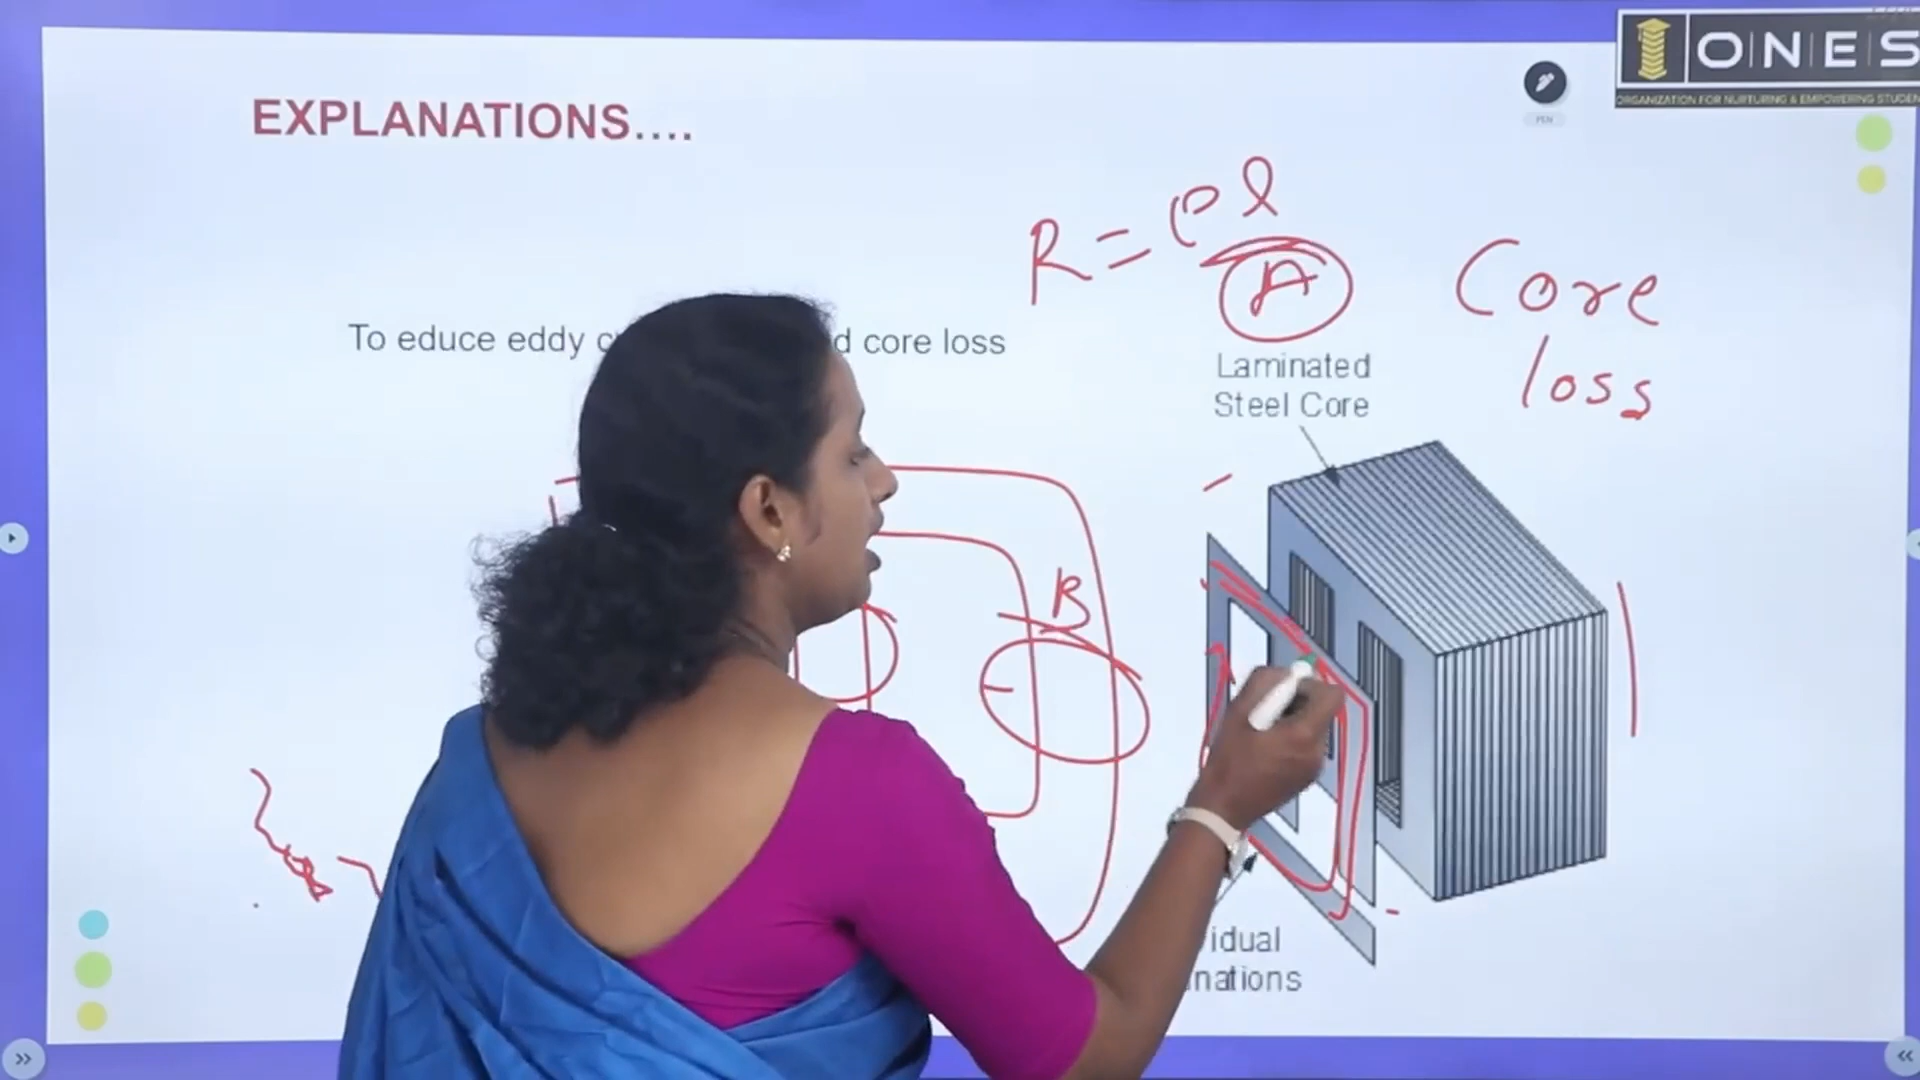 ONES
ORGANIZATION FOR NURTURING & EMPOWERING STUDEN
PEN
EXPLANATIONS....
R = ρl
A
Core
loss
To educe eddy c d core loss
Laminated
Steel Core
B
idual
nations